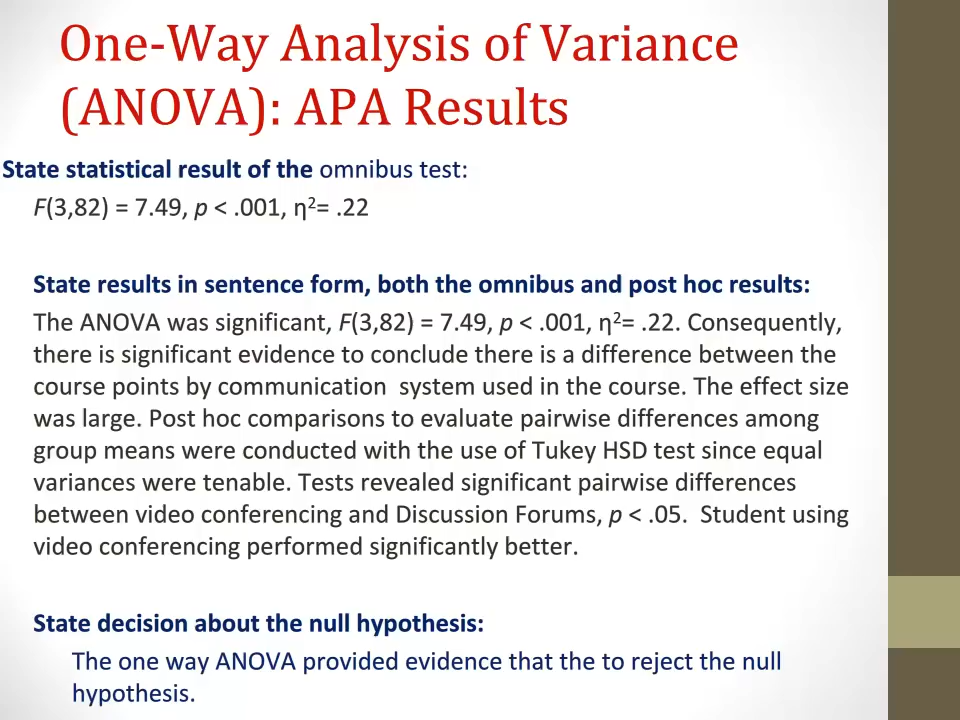 One-Way Analysis of Variance
(ANOVA): APA Results
State statistical result of the omnibus test:
F(3,82) = 7.49, p < .001, η²= .22
State results in sentence form, both the omnibus and post hoc results:
The ANOVA was significant, F(3,82) = 7.49, p < .001, η²= .22. Consequently,
there is significant evidence to conclude there is a difference between the
course points by communication  system used in the course. The effect size
was large. Post hoc comparisons to evaluate pairwise differences among
group means were conducted with the use of Tukey HSD test since equal
variances were tenable. Tests revealed significant pairwise differences
between video conferencing and Discussion Forums, p < .05.  Student using
video conferencing performed significantly better.
State decision about the null hypothesis:
The one way ANOVA provided evidence that the to reject the null
hypothesis.